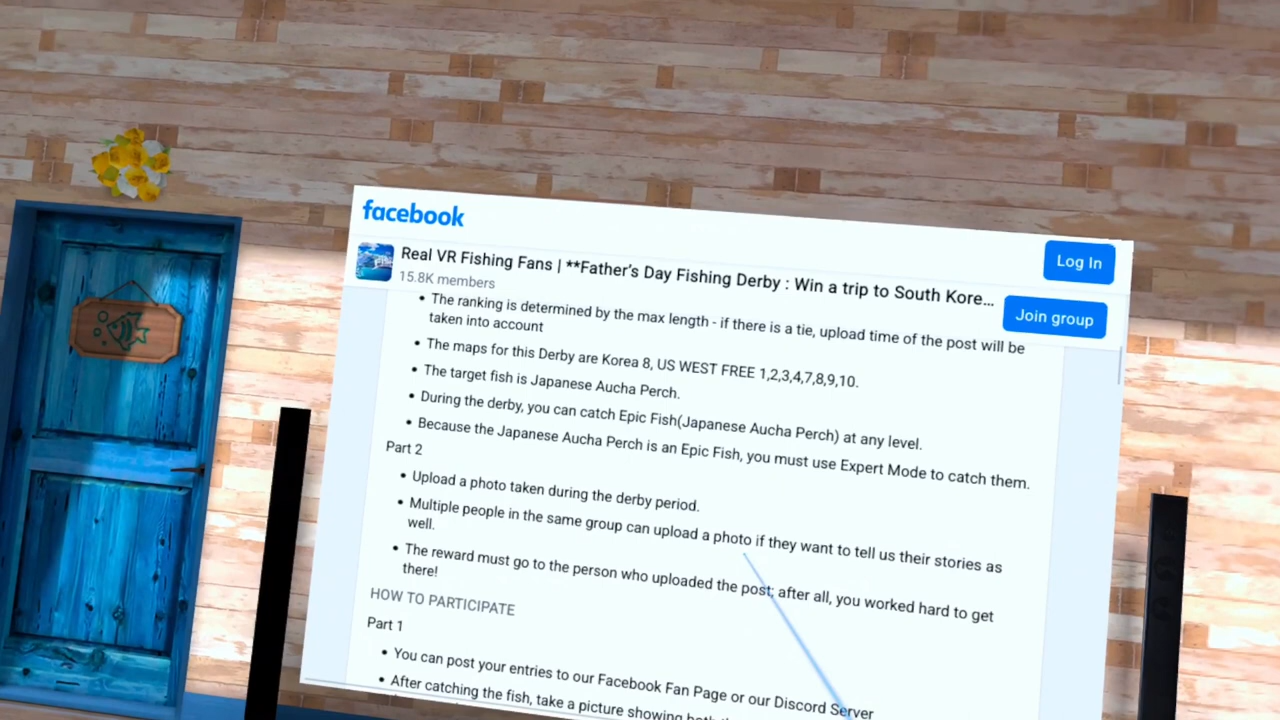 facebook
Log In
Real VR Fishing Fans | **Father's Day Fishing Derby : Win a trip to South Kore...
15.8K members
Join group
• The ranking is determined by the max length - if there is a tie, upload time of the post will be
taken into account
• The maps for this Derby are Korea 8, US WEST FREE 1,2,3,4,7,8,9,10.
• The target fish is Japanese Aucha Perch.
• During the derby, you can catch Epic Fish(Japanese Aucha Perch) at any level.
• Because the Japanese Aucha Perch is an Epic Fish, you must use Expert Mode to catch them.
Part 2
• Upload a photo taken during the derby period.
• Multiple people in the same group can upload a photo if they want to tell us their stories as
well.
• The reward must go to the person who uploaded the post; after all, you worked hard to get
there!
HOW TO PARTICIPATE
Part 1
• You can post your entries to our Facebook Fan Page or our Discord Server
• After catching the fish, take a picture showing both